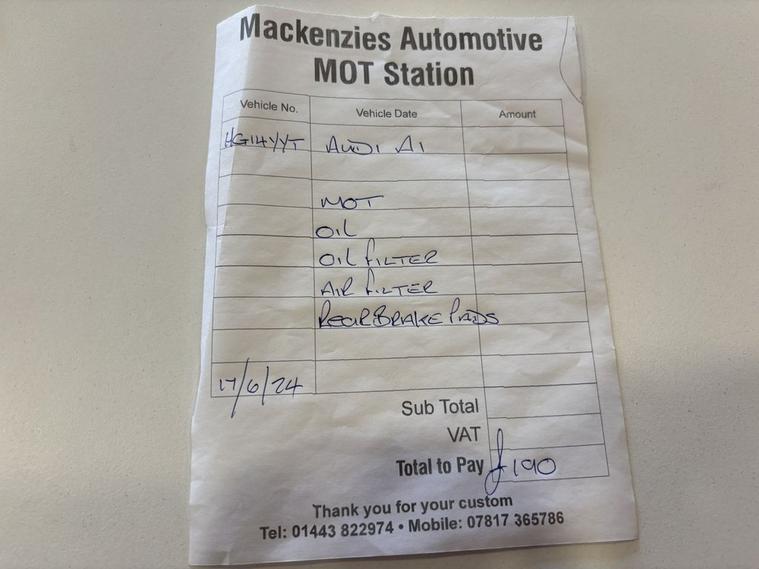 Mackenzies Automotive
MOT Station
Vehicle No. Vehicle Date Amount
HG14YYT AUDI A1
MOT
OIL
OIL FILTER
AIR FILTER
REAR BRAKE PADS
17/6/24
Sub Total
VAT
Total to Pay £190
Thank you for your custom
Tel: 01443 822974 • Mobile: 07817 365786